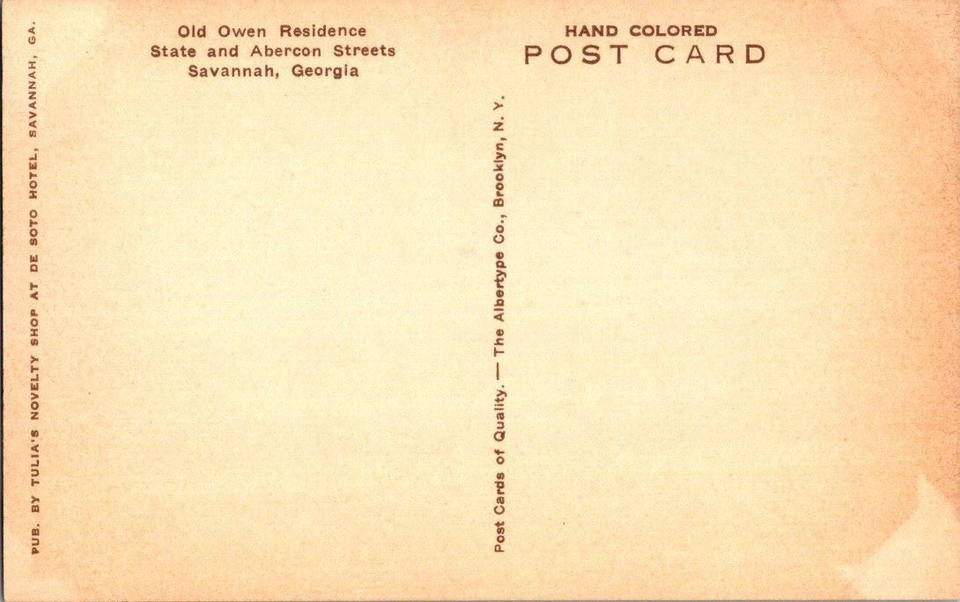 Old Owen Residence
State and Abercon Streets
Savannah, Georgia
HAND COLORED
POST CARD
PUB. BY TULIA'S NOVELTY SHOP AT DE SOTO HOTEL, SAVANNAH, GA.
Post Cards of Quality. — The Albertype Co., Brooklyn, N. Y.